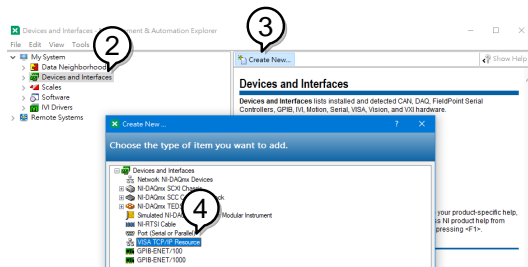 Devices and Interfaces - & Automation Explorer
File Edit View Tools
My System
Data Neighborhood
Devices and Interfaces
Scales
Software
IVI Drivers
Remote Systems
2
3
Create New...
Show Help
Devices and Interfaces
Devices and Interfaces lists installed and detected CAN, DAQ, FieldPoint Serial
Controllers, GPIB, IVI, Motion, Serial, VISA, Vision, and VXI hardware.
Create New ...
?
Choose the type of item you want to add.
Devices and Interfaces
Network NI-DAQmx Devices
NI-DAQmx SCXI Chassis
NI-DAQmx SCC
NI-DAQmx TEDS
Simulated NI-DAQ Modular Instrument
NI-RTSI Cable
Port (Serial or Parallel)
VISA TCP/IP Resource
GPIB-ENET/100
GPIB-ENET/1000
4
your product-specific help,
ss NI product help from
pressing <F1>.